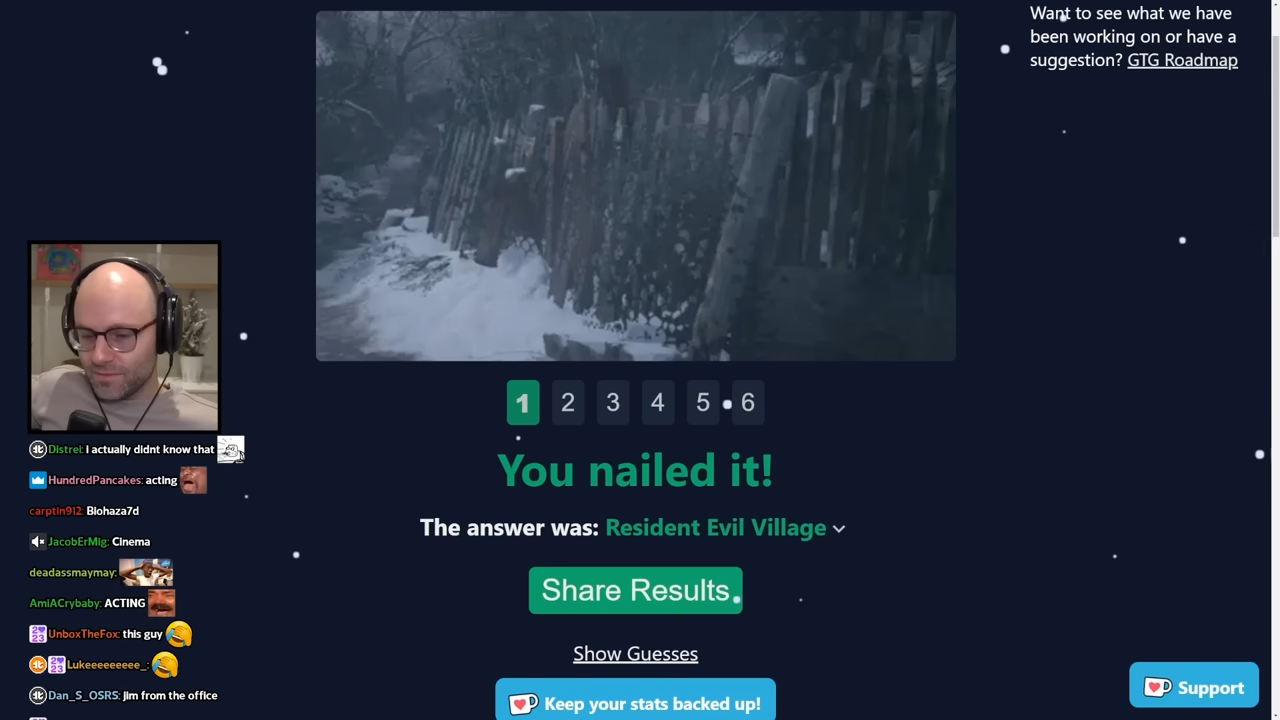 Want to see what we have
been working on or have a
suggestion? GTG Roadmap
1 2 3 4 5 6
You nailed it!
The answer was: Resident Evil Village
Share Results
Show Guesses
Keep your stats backed up!
Support
Distrei: I actually didnt know that
HundredPancakes: acting
carptin912: Biohaza7d
JacobErMig: Cinema
deadassmaymay:
AmiACrybaby: ACTING
UnboxTheFox: this guy
Lukeeeeeeeee_:
Dan_S_OSRS: jim from the office